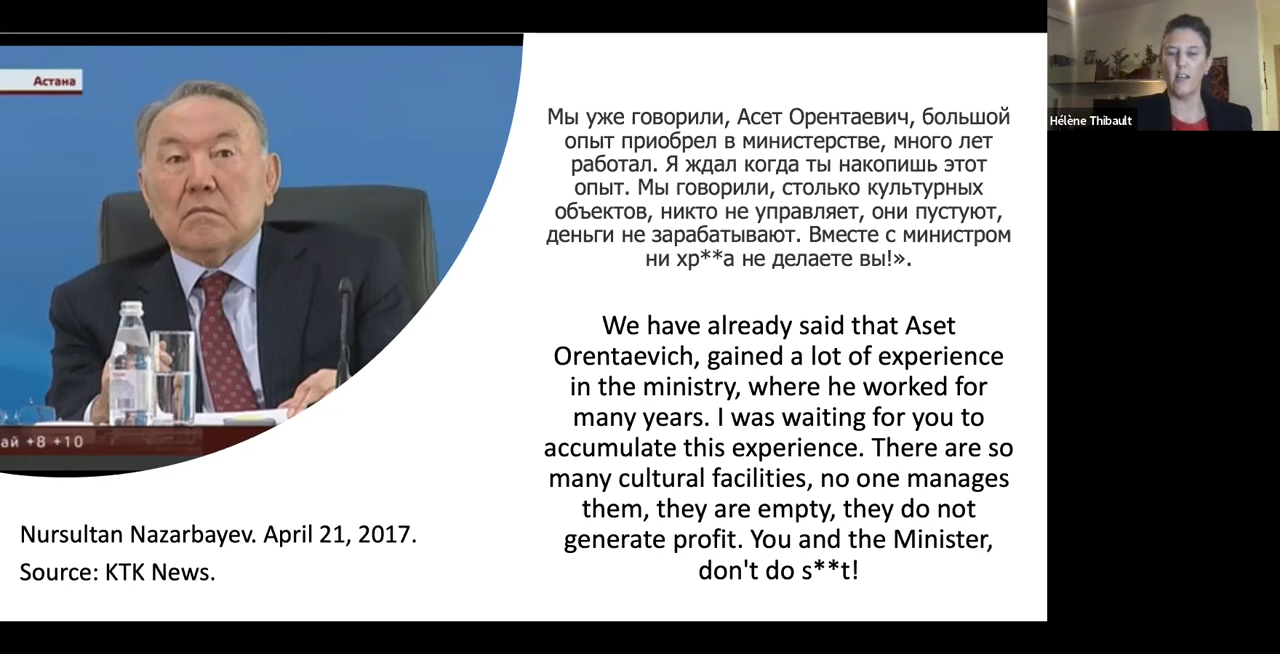 Астана
ай +8 +10
Мы уже говорили, Асет Орентаевич, большой
опыт приобрел в министерстве, много лет
работал. Я ждал когда ты накопишь этот
опыт. Мы говорили, столько культурных
объектов, никто не управляет, они пустуют,
деньги не зарабатывают. Вместе с министром
ни хр**а не делаете вы!».
We have already said that Aset
Orentaevich, gained a lot of experience
in the ministry, where he worked for
many years. I was waiting for you to
accumulate this experience. There are so
many cultural facilities, no one manages
them, they are empty, they do not
generate profit. You and the Minister,
don't do s**t!
Nursultan Nazarbayev. April 21, 2017.
Source: KTK News.
Hélène Thibault